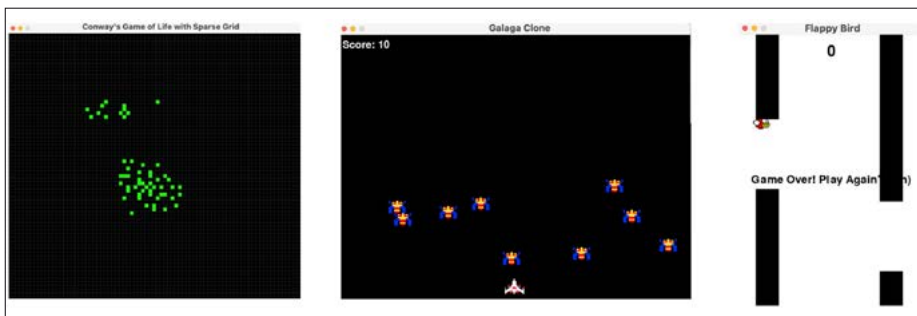 Conway's Game of Life with Sparse Grid
Galaga Clone
Score: 10
Flappy Bird
0
Game Over! Play Again